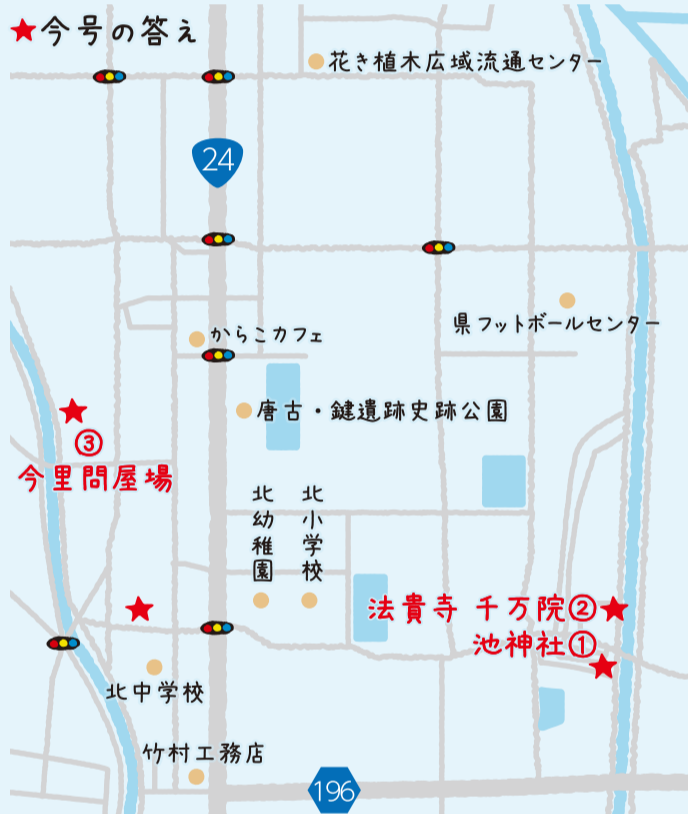 ★今号の答え
花き植木広域流通センター
24
県フットボールセンター
からこカフェ
唐古・鍵遺跡史跡公園
③
今里問屋場
北幼稚園
北小学校
法貴寺 千万院②
池神社①
北中学校
竹村工務店
196